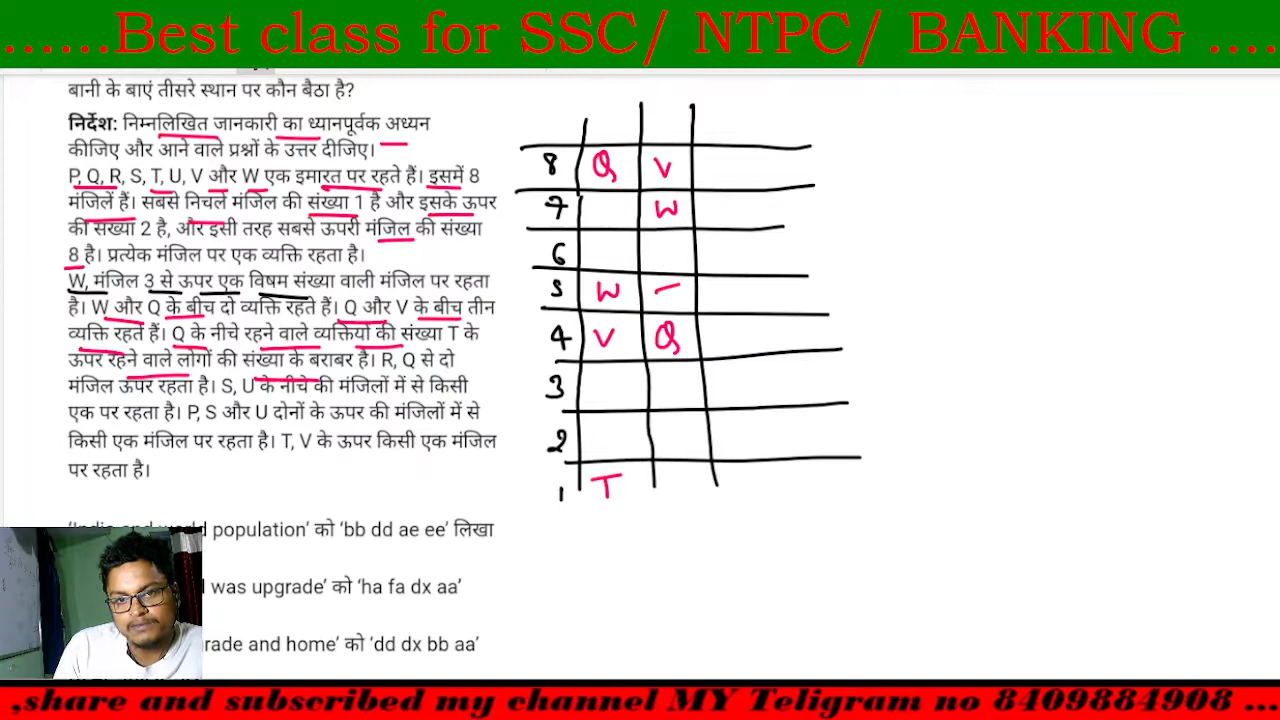 ......Best class for SSC/ NTPC/ BANKING ....
बानी के बाएं तीसरे स्थान पर कौन बैठा है?
निर्देश: निम्नलिखित जानकारी का ध्यानपूर्वक अध्यन
कीजिए और आने वाले प्रश्नों के उत्तर दीजिए।
P, Q, R, S, T, U, V और W एक इमारत पर रहते हैं। इसमें 8
मंजिलें हैं। सबसे निचले मंजिल की संख्या 1 है और इसके ऊपर
की संख्या 2 है, और इसी तरह सबसे ऊपरी मंजिल की संख्या
8 है। प्रत्येक मंजिल पर एक व्यक्ति रहता है।
W, मंजिल 3 से ऊपर एक विषम संख्या वाली मंजिल पर रहता
है। W और Q के बीच दो व्यक्ति रहते हैं। Q और V के बीच तीन
व्यक्ति रहते हैं। Q के नीचे रहने वाले व्यक्तियों की संख्या T के
ऊपर रहने वाले लोगों की संख्या के बराबर है। R, Q से दो
मंजिल ऊपर रहता है। S, U के नीचे की मंजिलों में से किसी
एक पर रहता है। P, S और U दोनों के ऊपर की मंजिलों में से
किसी एक मंजिल पर रहता है। T, V के ऊपर किसी एक मंजिल
पर रहता है।
population’ को ‘bb dd ae ee’ लिखा
was upgrade’ को ‘ha fa dx aa’
rade and home’ को ‘dd dx bb aa’
8 Q V
7 W
6
5 W –
4 V Q
3
2
1 T
,share and subscribed my channel MY Teligram no 8409884908 ...